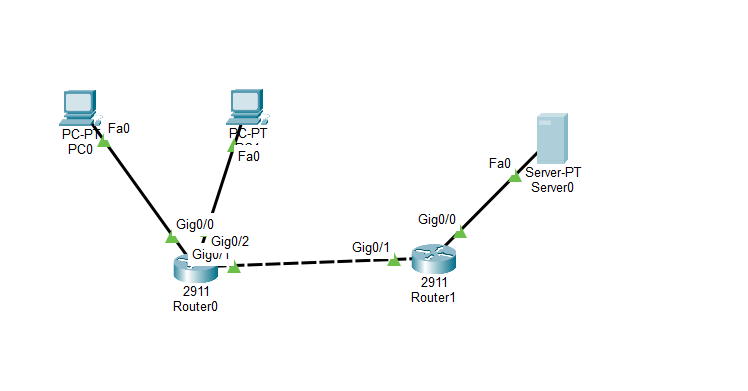 PC-PT
PC0
Fa0
PC-PT
Fa0
Server-PT
Server0
Fa0
Gig0/0
Gig0/2
Gig0/1
2911
Router0
Gig0/1
Gig0/0
2911
Router1